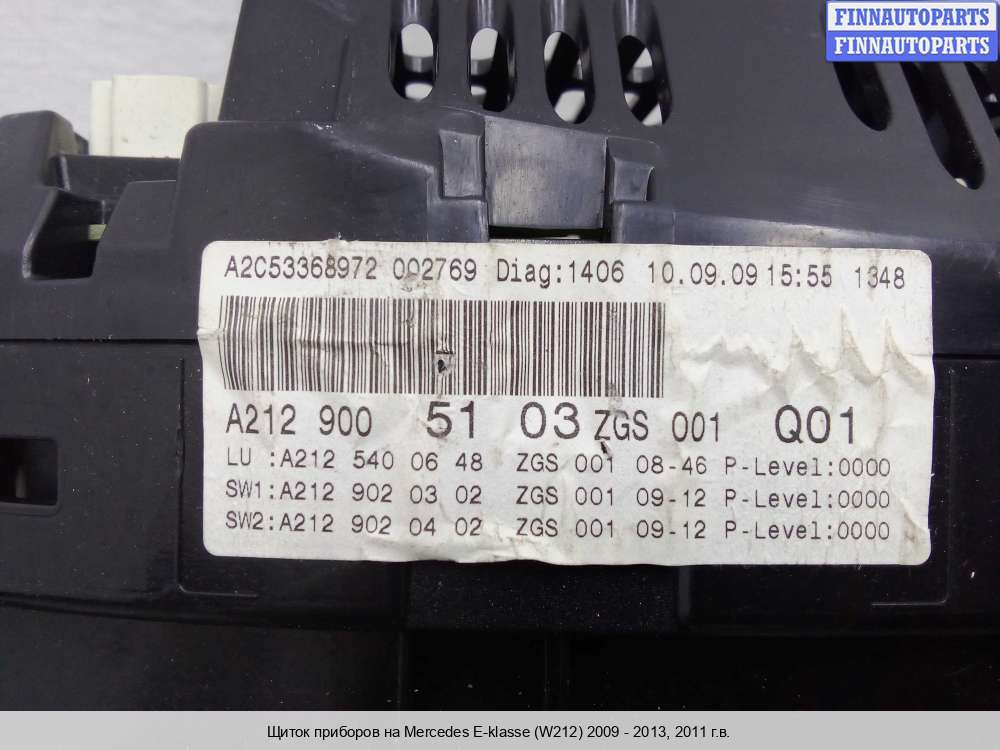 FINNAUTOPARTS
FINNAUTOPARTS
A2C53368972 002769 Diag:1406 10.09.09 15:55 1348
A212 900 51 03 ZGS 001 Q01
LU :A212 540 06 48 ZGS 001 08-46 P-Level:0000
SW1:A212 902 03 02 ZGS 001 09-12 P-Level:0000
SW2:A212 902 04 02 ZGS 001 09-12 P-Level:0000
Щиток приборов на Mercedes E-klasse (W212) 2009 - 2013, 2011 г.в.